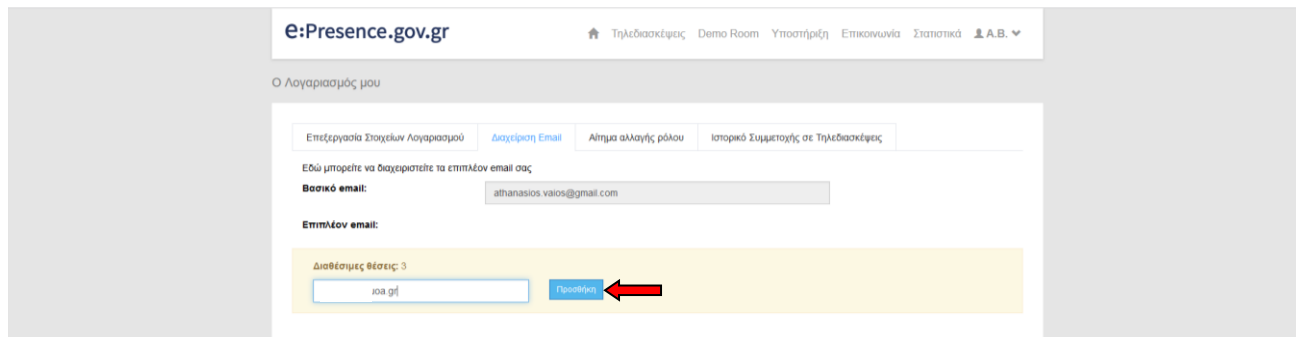 e:Presence.gov.gr
Τηλεδιασκέψεις Demo Room Υποστήριξη Επικοινωνία Στατιστικά Α.Β.
Ο Λογαριασμός μου
Επεξεργασία Στοιχείων Λογαριασμού Διαχείριση Email Αίτημα αλλαγής ρόλου Ιστορικό Συμμετοχής σε Τηλεδιασκέψεις
Εδώ μπορείτε να διαχειριστείτε τα επιπλέον email σας
Βασικό email: athanasios.vaios@gmail.com
Επιπλέον email:
Διαθέσιμες θέσεις: 3
Προσθήκη